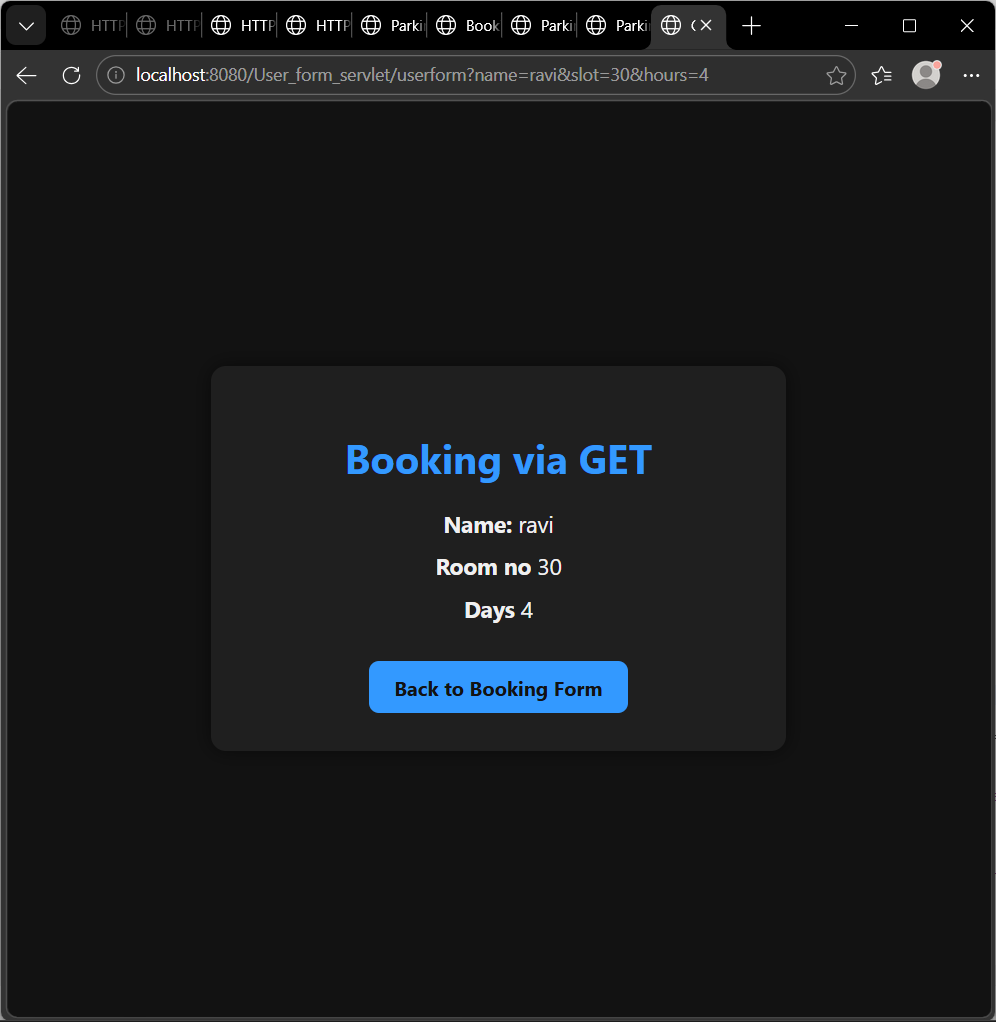 HTTP HTTP HTTP HTTP Parki Book Parki Parki
localhost:8080/User_form_servlet/userform?name=ravi&slot=30&hours=4
Booking via GET
Name: ravi
Room no 30
Days 4
Back to Booking Form